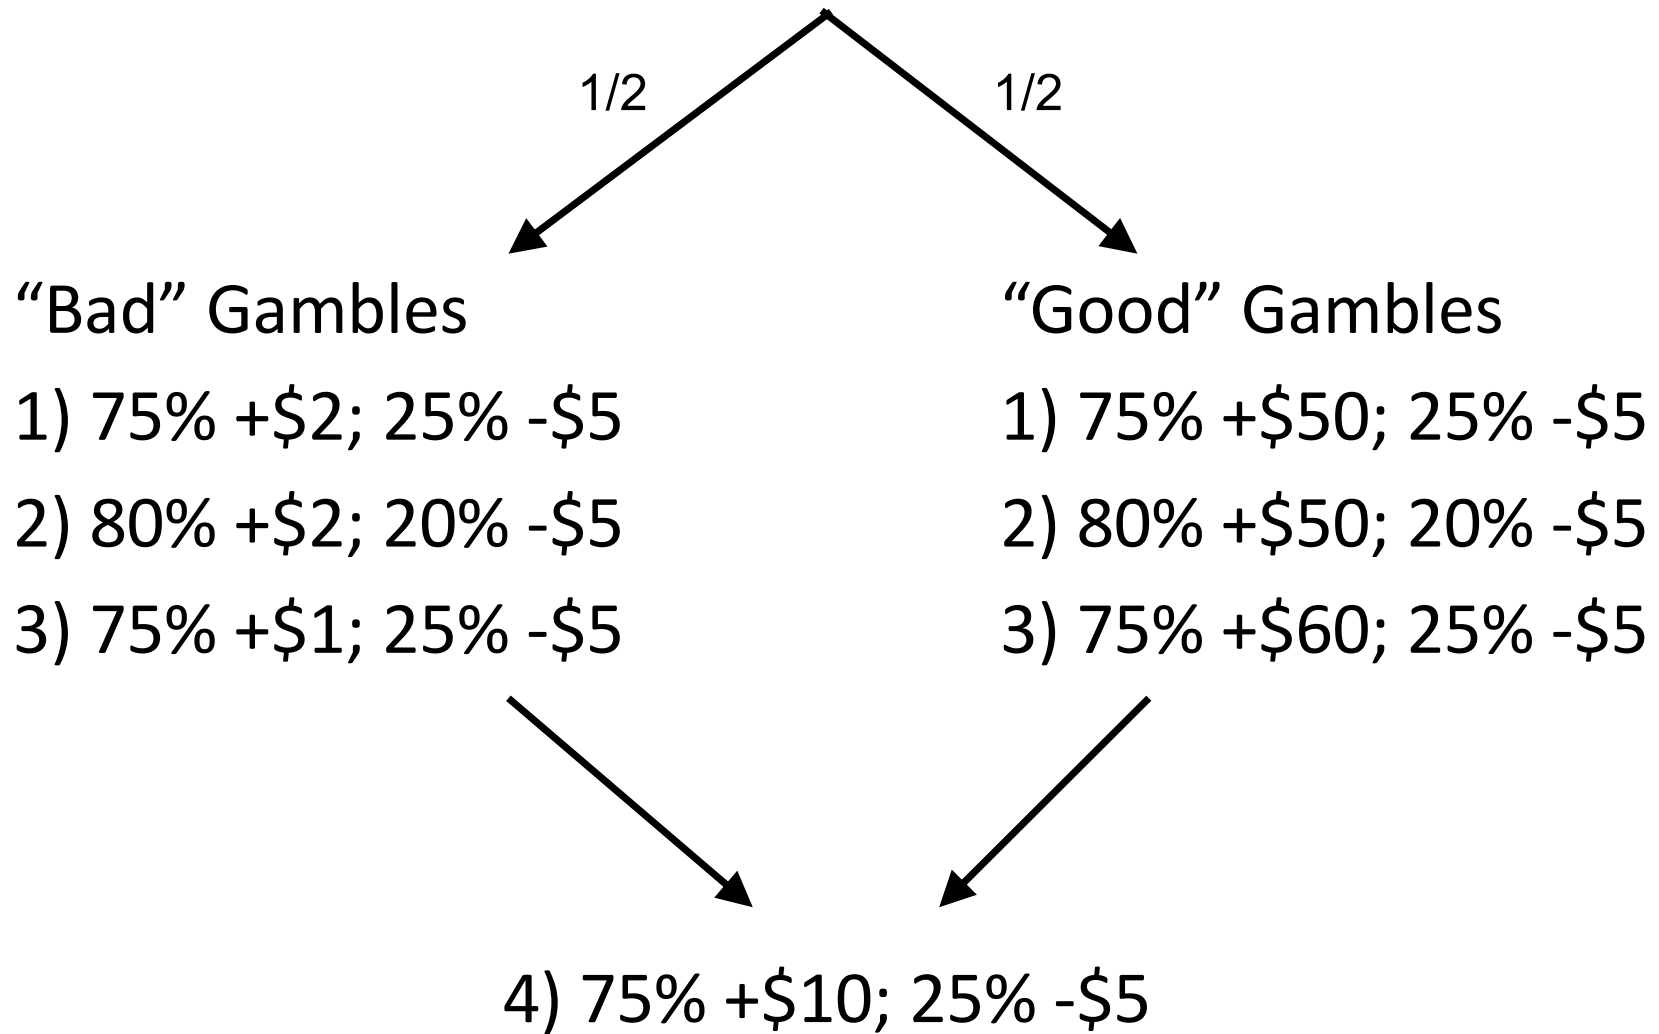 1/2
1/2
“Bad” Gambles
1) 75% +$2; 25% -$5
2) 80% +$2; 20% -$5
3) 75% +$1; 25% -$5
“Good” Gambles
1) 75% +$50; 25% -$5
2) 80% +$50; 20% -$5
3) 75% +$60; 25% -$5
4) 75% +$10; 25% -$5